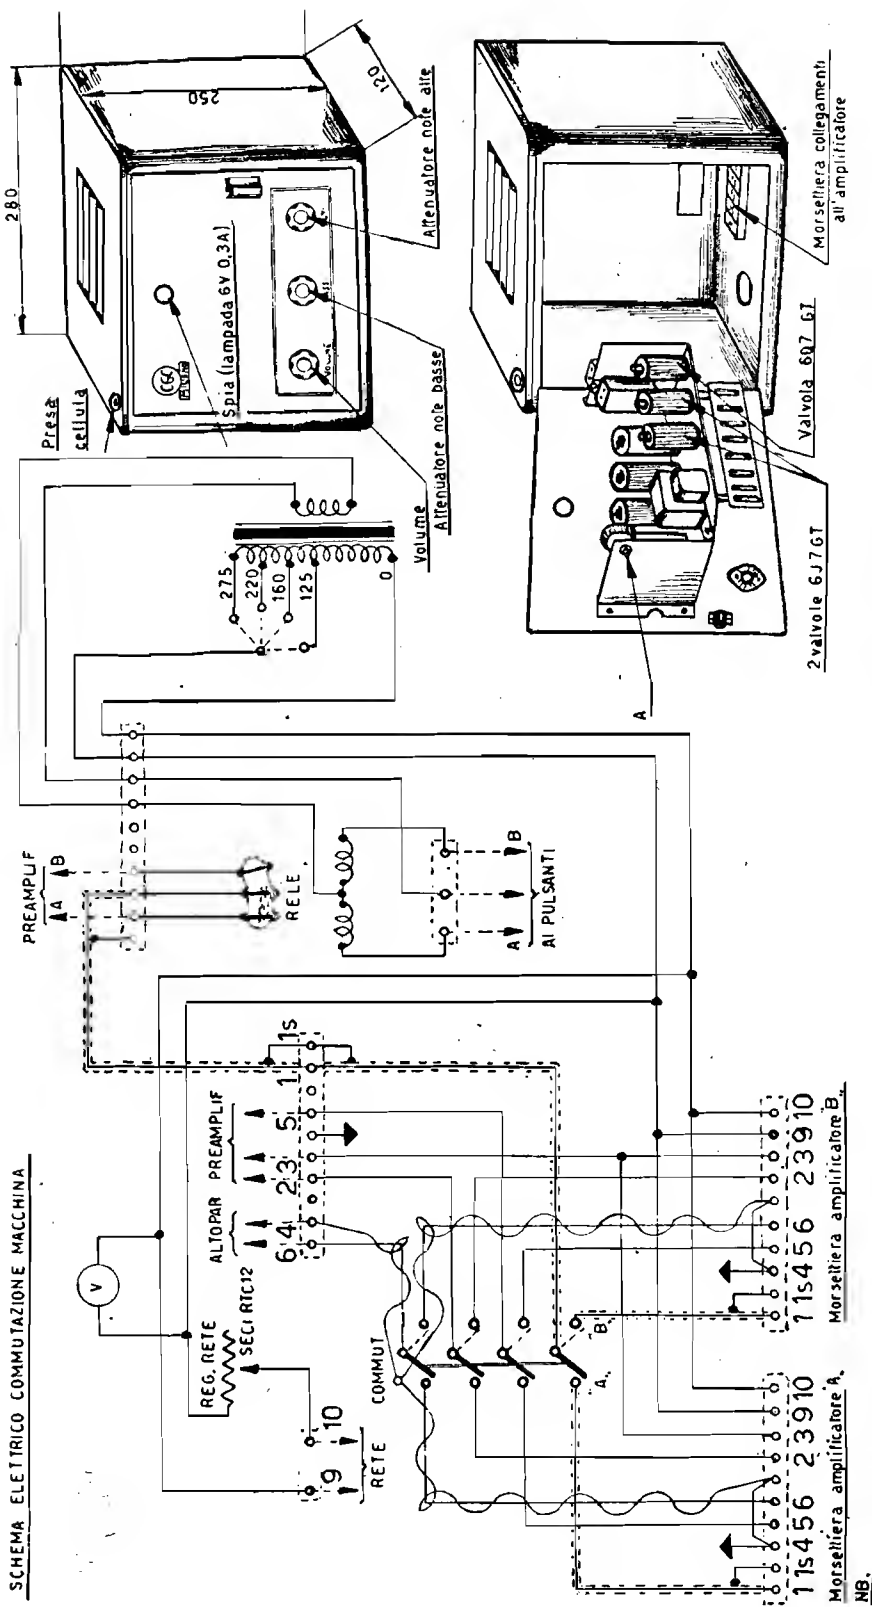 SCHEMA ELETTRICO COMMUTAZIONE MACCHINA
V
REG. RETE
SECI RTC12
10
9
RETE
ALTOPAR
PREAMPLIF
6 4 2 3 5 1 1s
COMMUT
A
B
PREAMPLIF
A B
RELE
A B
AI PULSANTI
275
220
160
125
0
1 1s 4 5 6 2 3 9 10
Morsettiera amplificatore "A"
1 1s 4 5 6 2 3 9 10
Morsettiera amplificatore "B"
NB.
280
250
120
Presa
cellula
CGC
Spia (lampada 6V 0,3A)
VOLUME
Volume
Attenuatore note basse
Attenuatore note alte
A
2 valvole 6J7GT
Valvola 6Q7 GT
Morsettiera collegamenti
all'amplificatore